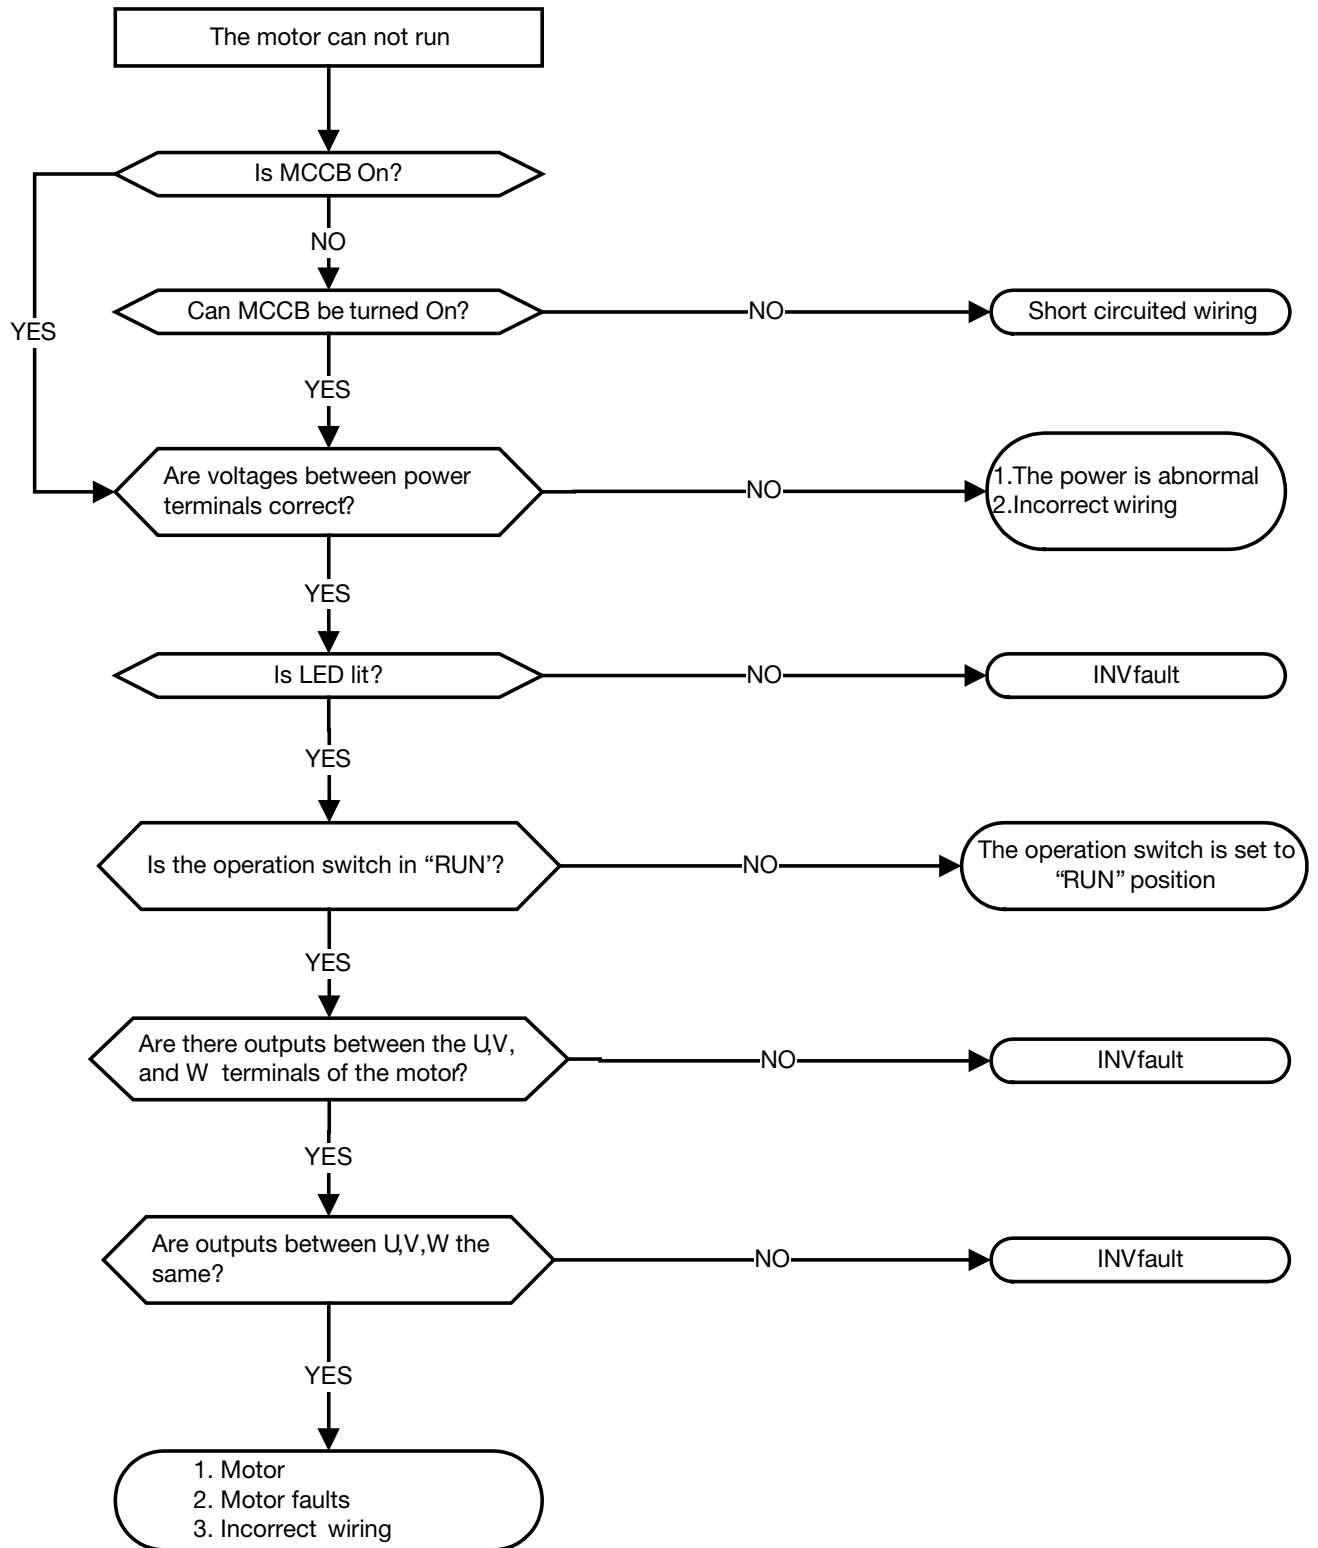 The motor can not run
Is MCCB On?
NO
YES
Can MCCB be turned On?
NO
Short circuited wiring
YES
Are voltages between power
terminals correct?
NO
1.The power is abnormal
2.Incorrect wiring
YES
Is LED lit?
NO
INVfault
YES
Is the operation switch in “RUN’?
NO
The operation switch is set to
“RUN” position
YES
Are there outputs between the U,V,
and W terminals of the motor?
NO
INVfault
YES
Are outputs between U,V,W the
same?
NO
INVfault
YES
1. Motor
2. Motor faults
3. Incorrect wiring